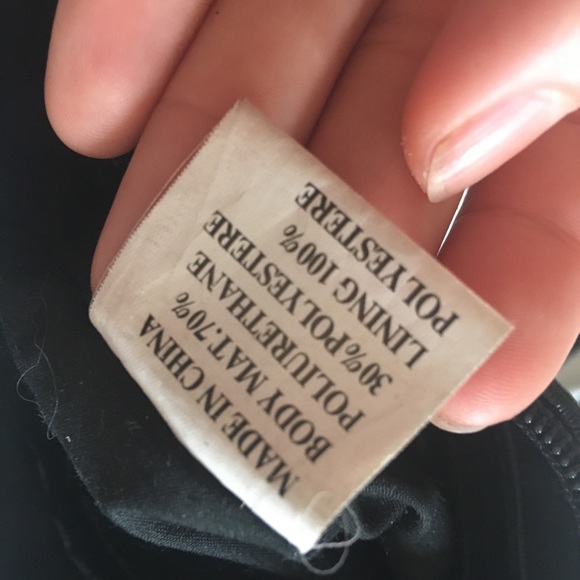 MADE IN CHINA
BODY MAT.70%
POLIURETHANE
30%POLYESTERE
LINING 100%
POLYESTERE